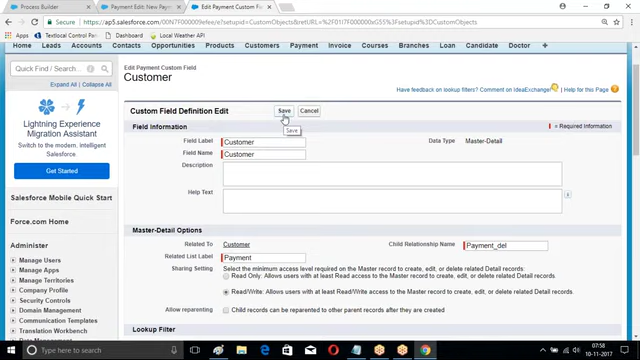 Process Builder
Payment Edit: New Paym
Edit Payment Custom Fie
Secure
https://ap5.salesforce.com/00N7F000009efee/e?setupid=CustomObjects&retURL=%2F01I7F000000xG55%3Fsetupid%3DCustomObjects
Apps
Textlocal Control Panel
Dashboard
Local Weather API
Home
Leads
Accounts
Contacts
Opportunities
Products
Customers
Payment
Invoice
Courses
Loan
Candidate
Doctor
+
Quick Find / Search...
Expand All | Collapse All
Lightning Experience
Migration Assistant
Switch to the modern,
intelligent Salesforce.
Get Started
Salesforce Mobile Quick Start
Force.com Home
Administer
Manage Users
Manage Apps
Manage Territories
Company Profile
Security Controls
Domain Management
Communication Templates
Translation Workbench
Edit Payment Custom Field
Customer
Have feedback on lookup filters? Comment on IdeaExchange
Help for this Page
Custom Field Definition Edit
Save
Cancel
Save
Field Information
= Required Information
Field Label
Customer
Data Type
Master-Detail
Field Name
Customer
Description
Help Text
Master-Detail Options
Related To
Customer
Child Relationship Name
Payment_del
Related List Label
Payment
Sharing Setting
Select the minimum access level required on the Master record to create, edit, or delete related Detail records:
Read Only: Allows users with at least Read access to the Master record to create, edit, or delete related Detail records.
Read/Write: Allows users with at least Read/Write access to the Master record to create, edit, or delete related Detail records.
Allow reparenting
Child records can be reparented to other parent records after they are created
Lookup Filter
Type here to search
07:58
10-11-2017